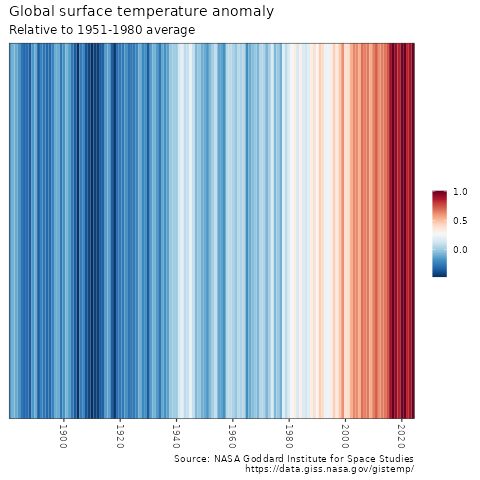 Global surface temperature anomaly
Relative to 1951-1980 average
1.0
0.5
0.0
1900
1920
1940
1960
1980
2000
2020
Source: NASA Goddard Institute for Space Studies
https://data.giss.nasa.gov/gistemp/